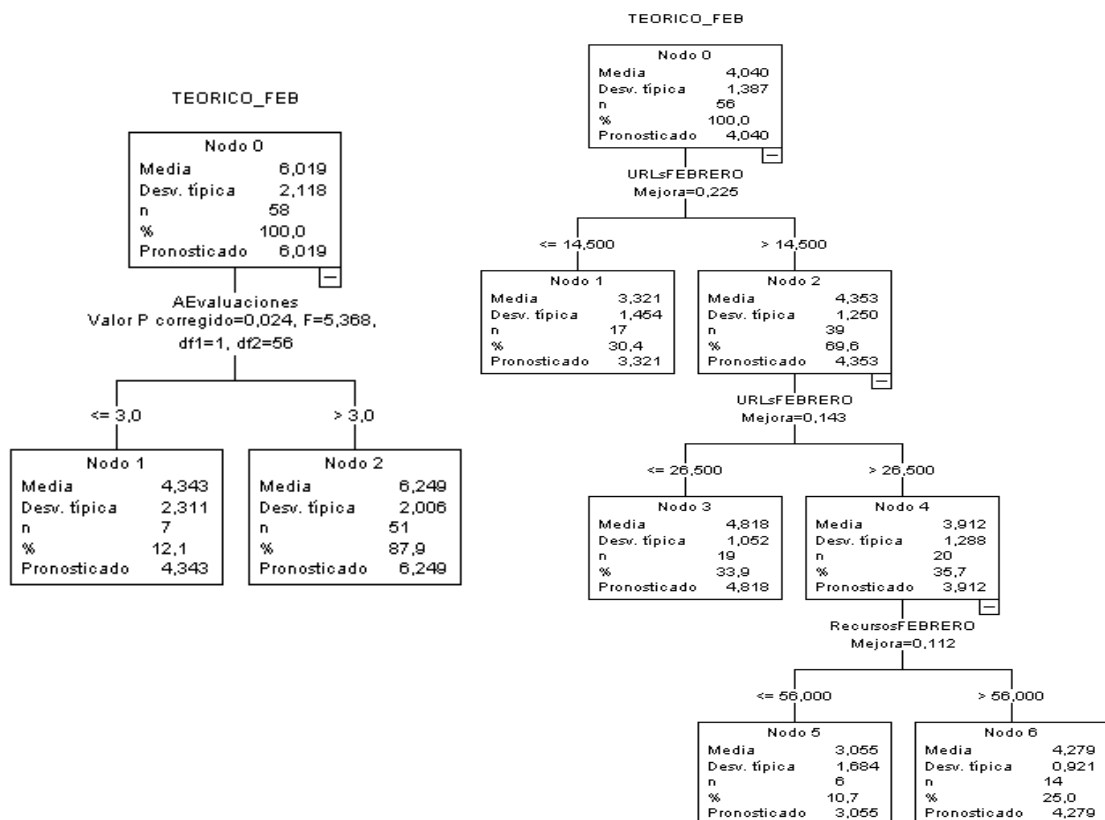 TEORICO_FEB
Nodo 0
Media 6,019
Desv. típica 2,118
n 58
% 100,0
Pronosticado 6,019
AEvaluaciones
Valor P corregido=0,024, F=5,368,
df1=1, df2=56
<= 3,0
> 3,0
Nodo 1
Media 4,343
Desv. típica 2,311
n 7
% 12,1
Pronosticado 4,343
Nodo 2
Media 6,249
Desv. típica 2,006
n 51
% 87,9
Pronosticado 6,249
TEORICO_FEB
Nodo 0
Media 4,040
Desv. típica 1,387
n 56
% 100,0
Pronosticado 4,040
URLsFEBRERO
Mejora=0,225
<= 14,500
> 14,500
Nodo 1
Media 3,321
Desv. típica 1,454
n 17
% 30,4
Pronosticado 3,321
Nodo 2
Media 4,353
Desv. típica 1,250
n 39
% 69,6
Pronosticado 4,353
URLsFEBRERO
Mejora=0,143
<= 26,500
> 26,500
Nodo 3
Media 4,818
Desv. típica 1,052
n 19
% 33,9
Pronosticado 4,818
Nodo 4
Media 3,912
Desv. típica 1,288
n 20
% 35,7
Pronosticado 3,912
RecursosFEBRERO
Mejora=0,112
<= 56,000
> 56,000
Nodo 5
Media 3,055
Desv. típica 1,684
n 6
% 10,7
Pronosticado 3,055
Nodo 6
Media 4,279
Desv. típica 0,921
n 14
% 25,0
Pronosticado 4,279